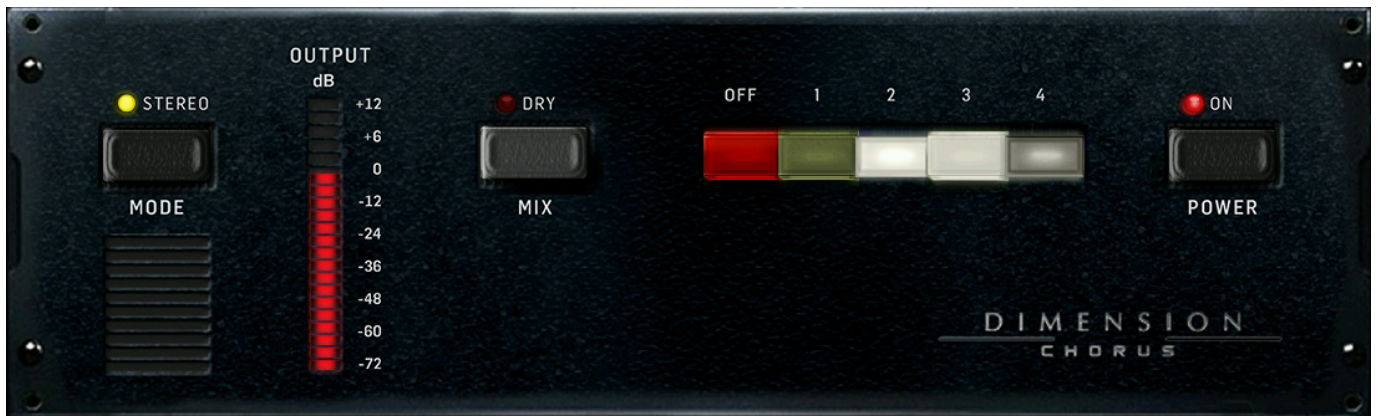 OUTPUT
dB
STEREO
MODE
+12
+6
0
-12
-24
-36
-48
-60
-72
DRY
MIX
OFF 1 2 3 4
ON
POWER
DIMENSION
CHORUS